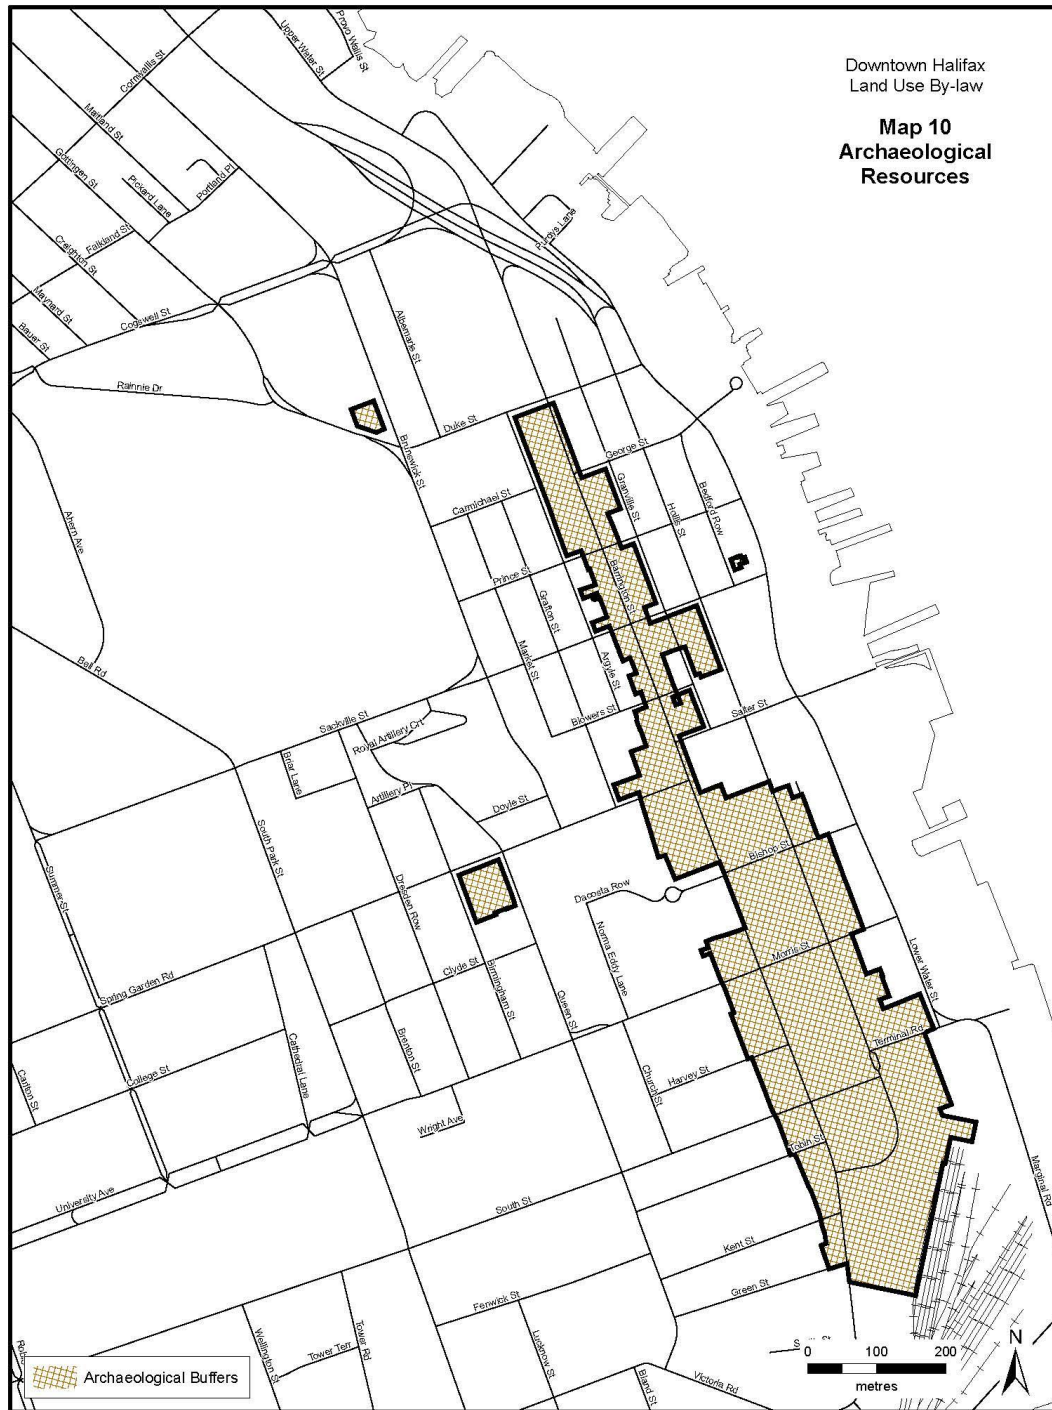 Downtown Halifax
Land Use By-law
Map 10
Archaeological
Resources
Provo Wallis St
Upper Water St
Cornwallis St
Maitland St
Gottingen St
Pickard Lane
Portland Pl
Falkland St
Creighton St
Maynard St
Bauer St
Cogswell St
Purdys Lane
Albemarle St
Rainnie Dr
Duke St
Brunswick St
George St
Carmichael St
Granville St
Hollis St
Bedford Row
Ahern Ave
Prince St
Barrington St
Grafton St
Market St
Argyle St
Bell Rd
Blowers St
Salter St
Sackville St
Royal Artillery Crt
Briar Lane
Artillery Pl
Doyle St
South Park St
Bishop St
Summer St
Dresden Row
Dacosta Row
Norma Eddy Lane
Morris St
Lower Water St
Clyde St
Birmingham St
Spring Garden Rd
Queen St
Terminal Rd
Carlton St
College St
Cathedral Lane
Brenton St
Church St
Harvey St
Wright Ave
Tobin St
University Ave
South St
Marginal Rd
Kent St
Green St
Fenwick St
Wellington St
Tower Terr
Tower Rd
Lucknow St
Bland St
Victoria Rd
Archaeological Buffers
N
0 100 200
metres